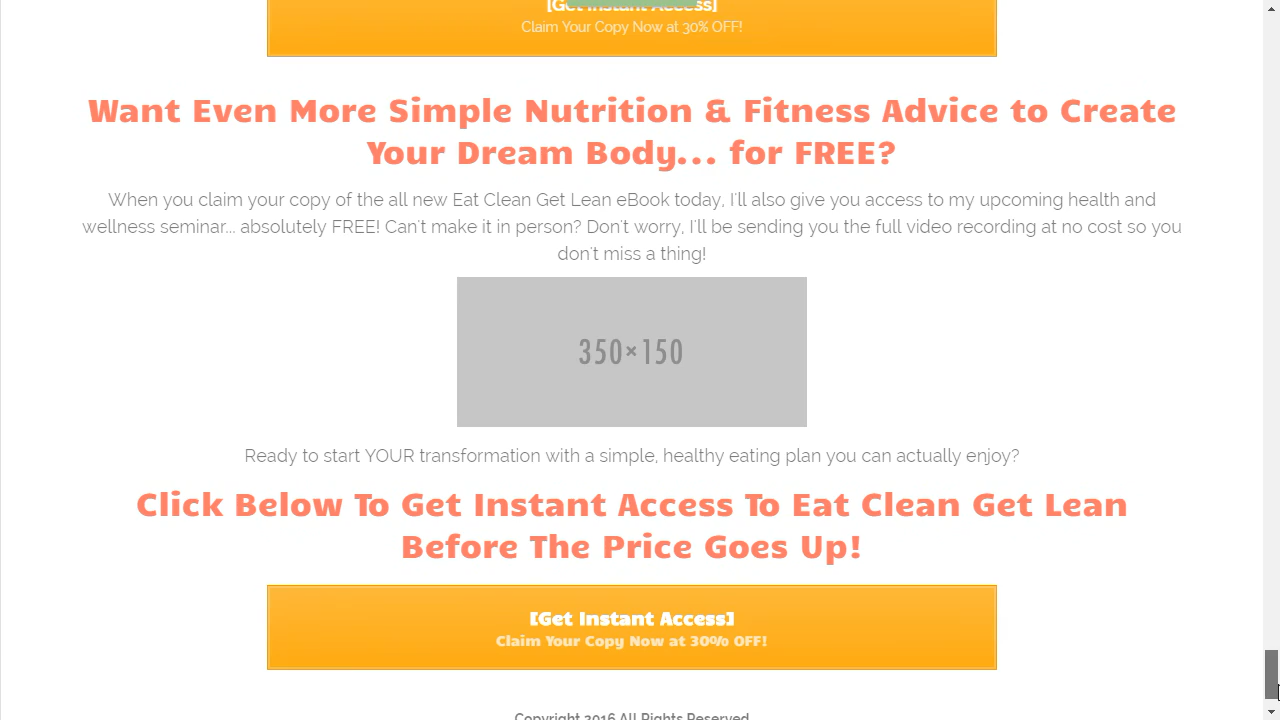 [Get Instant Access]
Claim Your Copy Now at 30% OFF!
Want Even More Simple Nutrition & Fitness Advice to Create
Your Dream Body... for FREE?
When you claim your copy of the all new Eat Clean Get Lean eBook today, I'll also give you access to my upcoming health and
wellness seminar... absolutely FREE! Can't make it in person? Don't worry, I'll be sending you the full video recording at no cost so you
don't miss a thing!
350×150
Ready to start YOUR transformation with a simple, healthy eating plan you can actually enjoy?
Click Below To Get Instant Access To Eat Clean Get Lean
Before The Price Goes Up!
[Get Instant Access]
Claim Your Copy Now at 30% OFF!
Copyright 2016 All Rights Reserved